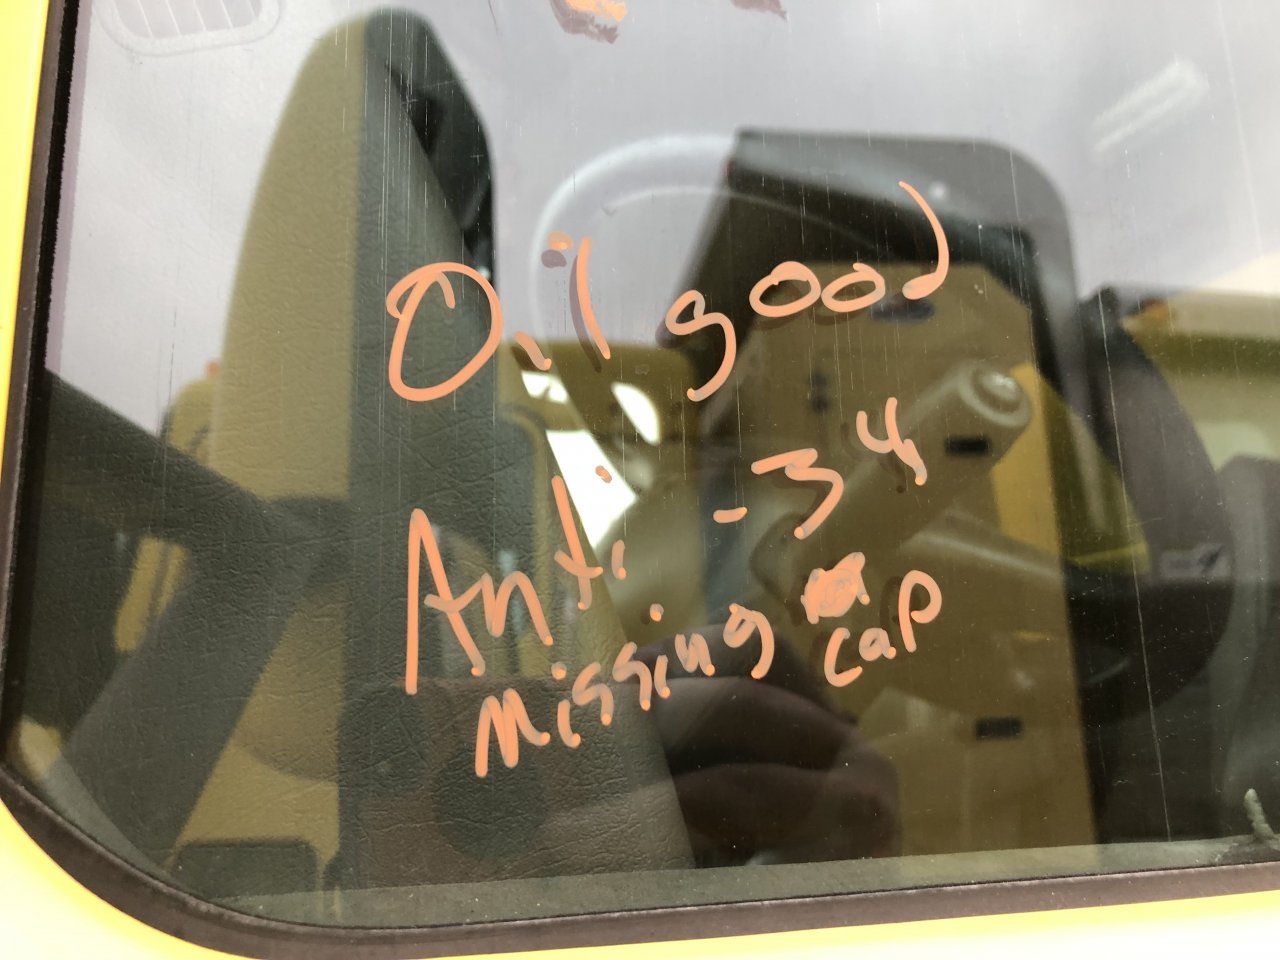 Oil good
Anti -34
Missing cap